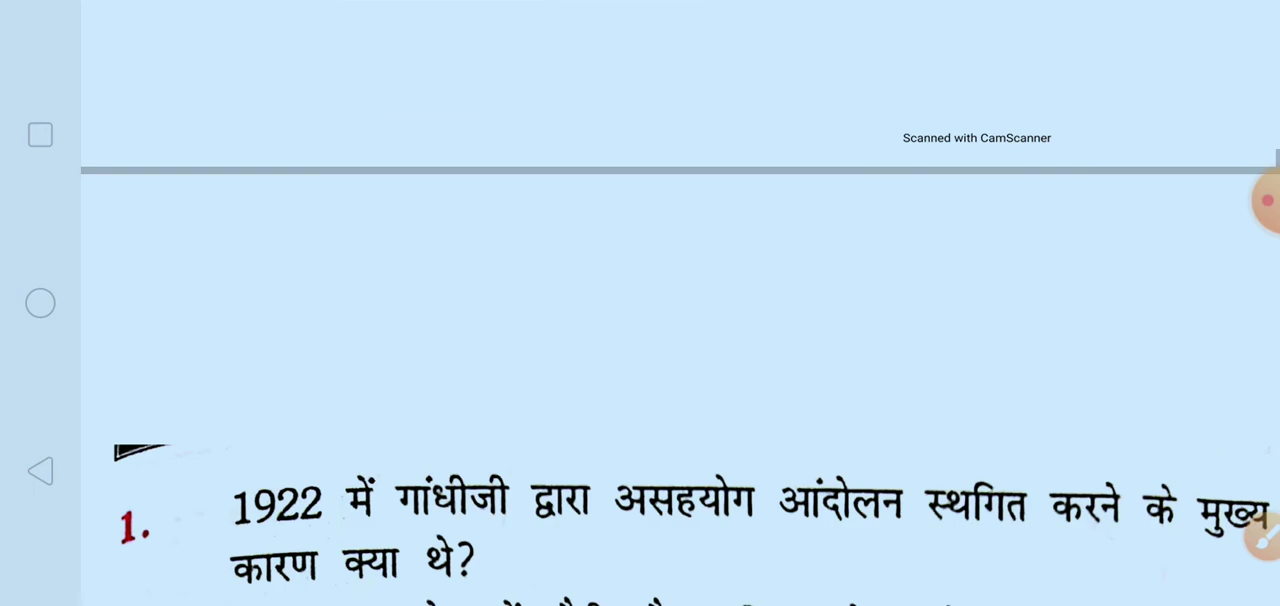 Scanned with CamScanner
1. 1922 में गांधीजी द्वारा असहयोग आंदोलन स्थगित करने के मुख्य
कारण क्या थे?